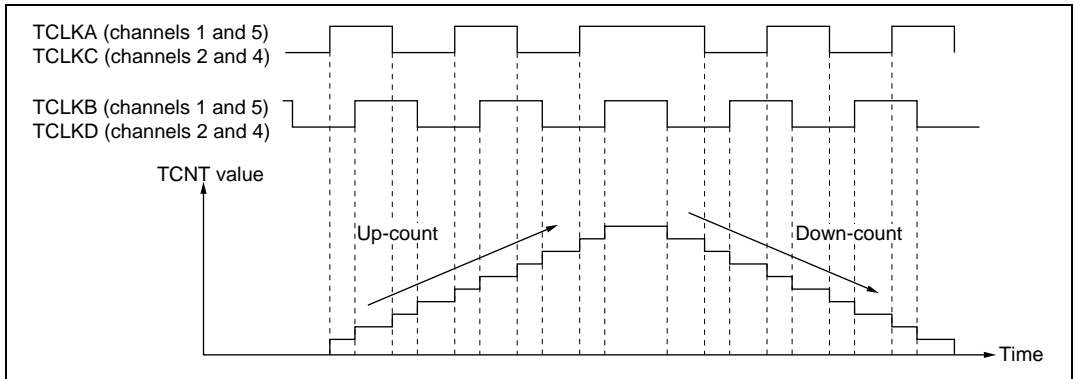 TCLKA (channels 1 and 5)
TCLKC (channels 2 and 4)
TCLKB (channels 1 and 5)
TCLKD (channels 2 and 4)
TCNT value
Up-count
Down-count
Time